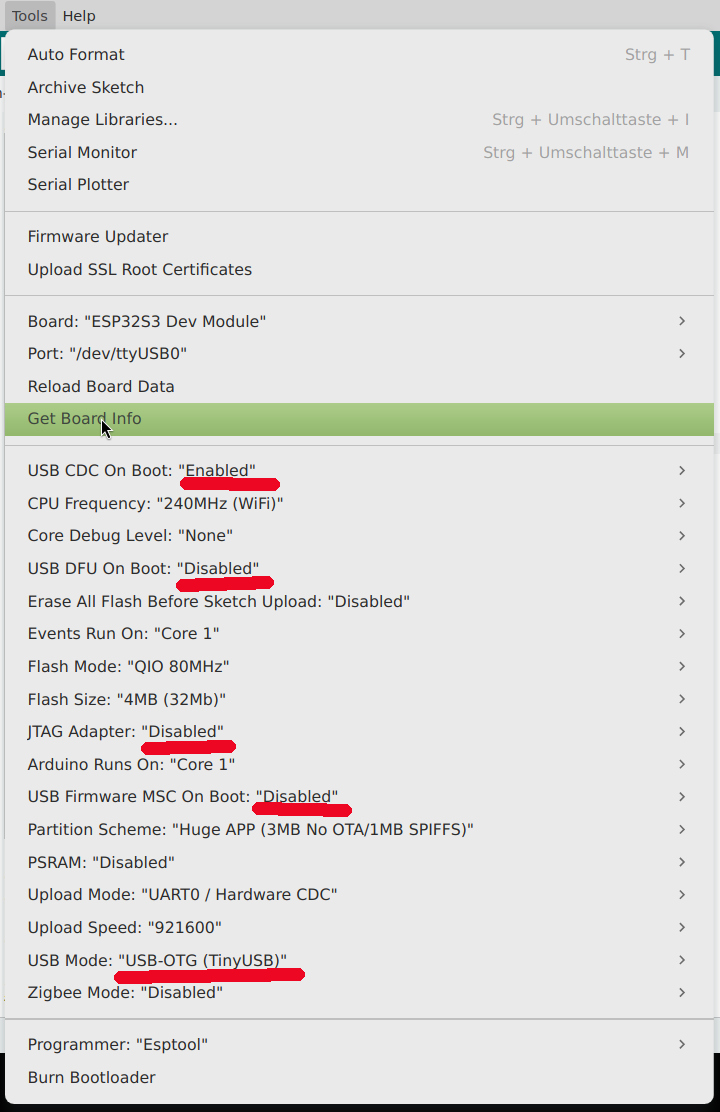 Tools Help
Auto Format Strg + T
Archive Sketch
Manage Libraries... Strg + Umschalttaste + I
Serial Monitor Strg + Umschalttaste + M
Serial Plotter
Firmware Updater
Upload SSL Root Certificates
Board: "ESP32S3 Dev Module"
Port: "/dev/ttyUSB0"
Reload Board Data
Get Board Info
USB CDC On Boot: "Enabled"
CPU Frequency: "240MHz (WiFi)"
Core Debug Level: "None"
USB DFU On Boot: "Disabled"
Erase All Flash Before Sketch Upload: "Disabled"
Events Run On: "Core 1"
Flash Mode: "QIO 80MHz"
Flash Size: "4MB (32Mb)"
JTAG Adapter: "Disabled"
Arduino Runs On: "Core 1"
USB Firmware MSC On Boot: "Disabled"
Partition Scheme: "Huge APP (3MB No OTA/1MB SPIFFS)"
PSRAM: "Disabled"
Upload Mode: "UART0 / Hardware CDC"
Upload Speed: "921600"
USB Mode: "USB-OTG (TinyUSB)"
Zigbee Mode: "Disabled"
Programmer: "Esptool"
Burn Bootloader